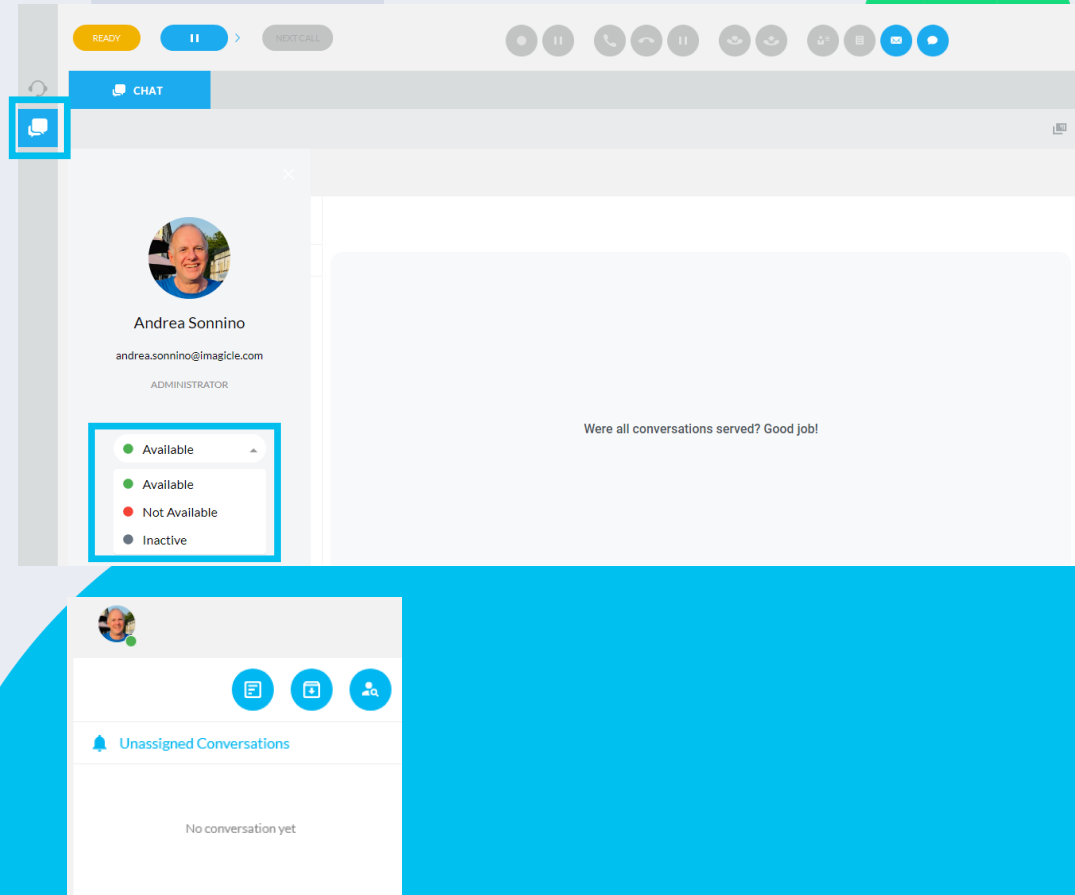 READY
NEXT CALL
CHAT
Andrea Sonnino
andrea.sonnino@imagicle.com
ADMINISTRATOR
Available
Available
Not Available
Inactive
Were all conversations served? Good job!
Unassigned Conversations
No conversation yet